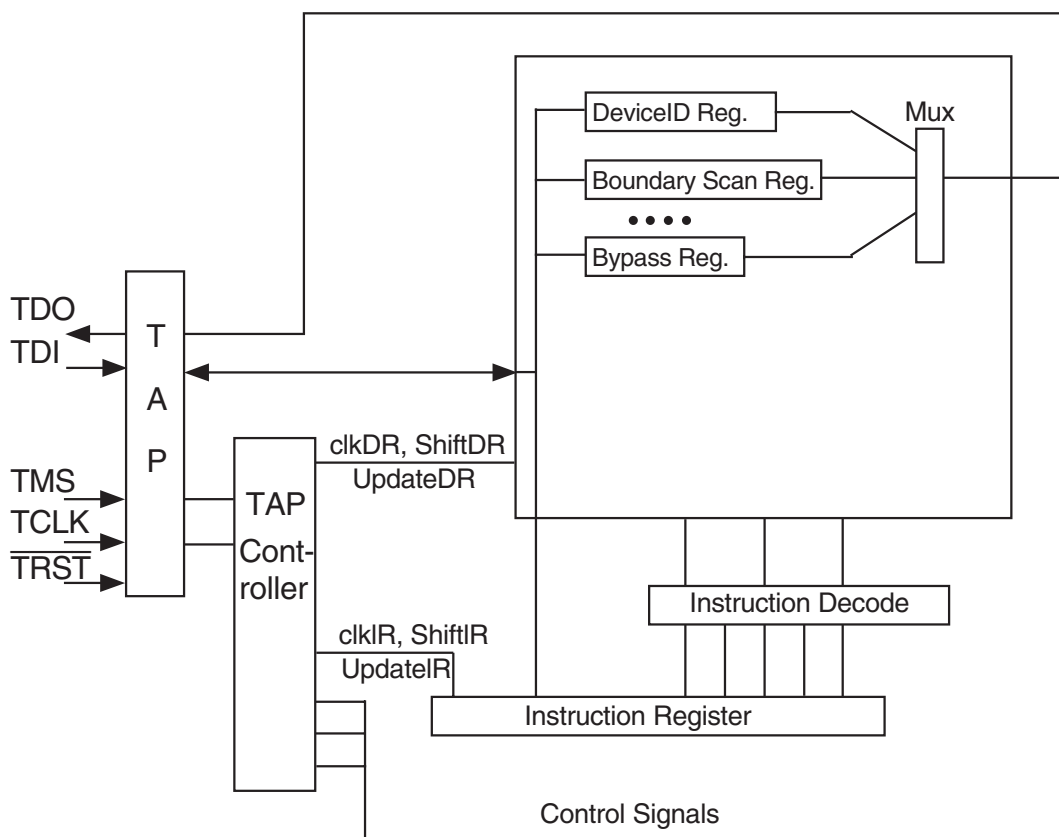 DeviceID Reg.
Mux
Boundary Scan Reg.
Bypass Reg.
TDO
TDI
T
A
P
TMS
TCLK
TRST
TAP
Cont-
roller
clkDR, ShiftDR
UpdateDR
Instruction Decode
clkIR, ShiftIR
UpdateIR
Instruction Register
Control Signals